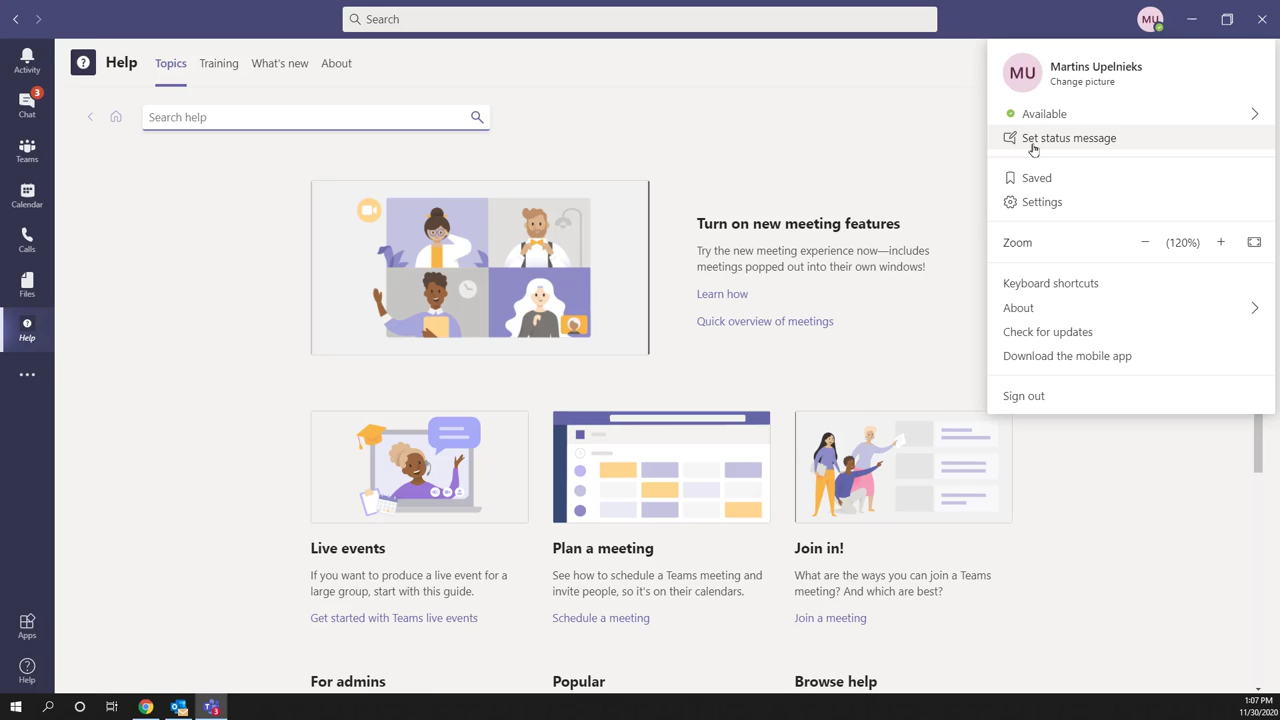 Search
MU
Activity
Chat
3
Teams
Calendar
Calls
Files
Help
Apps
Help
Help
Topics
Training
What's new
About
Search help
Turn on new meeting features
Try the new meeting experience now—includes
meetings popped out into their own windows!
Learn how
Quick overview of meetings
Live events
If you want to produce a live event for a
large group, start with this guide.
Get started with Teams live events
Plan a meeting
See how to schedule a Teams meeting and
invite people, so it's on their calendars.
Schedule a meeting
Join in!
What are the ways you can join a Teams
meeting? And which are best?
Join a meeting
For admins
Popular
Browse help
MU
Martins Upelnieks
Change picture
Available
Set status message
Saved
Settings
Zoom
(120%)
Keyboard shortcuts
About
Check for updates
Download the mobile app
Sign out
1:07 PM
11/30/2020